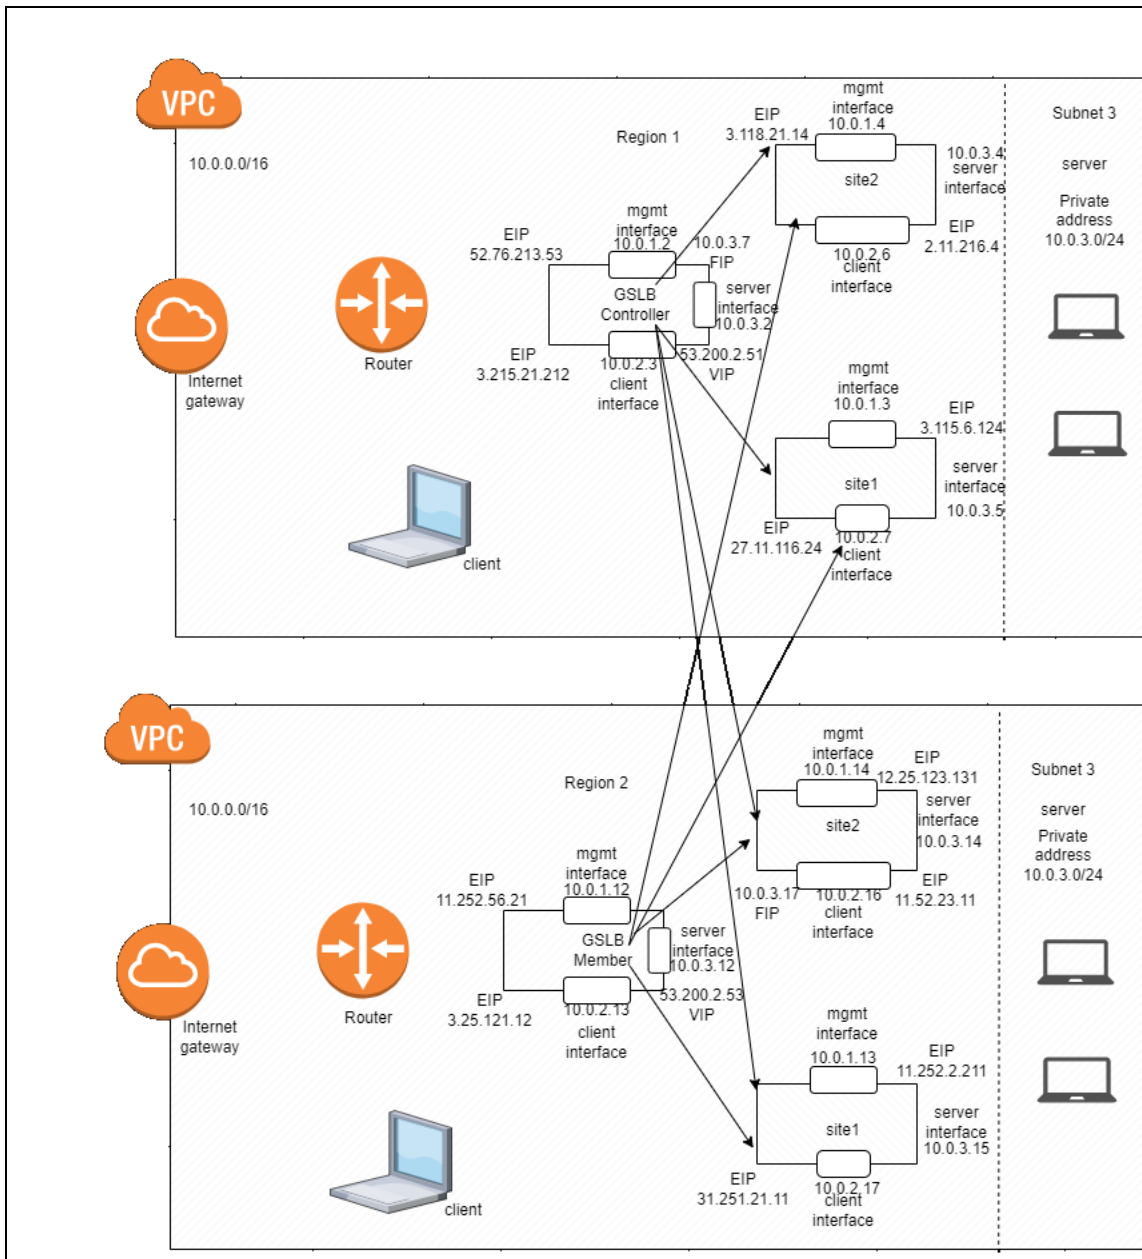 VPC
10.0.0.0/16
Region 1
EIP
3.118.21.14
mgmt
interface
10.0.1.4
site2
10.0.3.4
server
interface
EIP
2.11.216.4
10.0.2.6
client
interface
Subnet 3
server
Private
address
10.0.3.0/24
EIP
52.76.213.53
mgmt
interface
10.0.1.2
10.0.3.7
FIP
GSLB
Controller
server
interface
10.0.3.2
EIP
3.215.21.212
10.0.2.3
client
interface
53.200.2.51
VIP
Internet
gateway
Router
mgmt
interface
10.0.1.3
EIP
3.115.6.124
site1
server
interface
10.0.3.5
EIP
27.11.116.24
10.0.2.7
client
interface
client
VPC
10.0.0.0/16
Region 2
mgmt
interface
10.0.1.14
EIP
12.25.123.131
site2
server
interface
10.0.3.14
10.0.3.17
FIP
10.0.2.16
client
interface
EIP
11.52.23.11
Subnet 3
server
Private
address
10.0.3.0/24
EIP
11.252.56.21
mgmt
interface
10.0.1.12
GSLB
Member
server
interface
10.0.3.12
EIP
3.25.121.12
10.0.2.13
client
interface
53.200.2.53
VIP
Internet
gateway
Router
mgmt
interface
10.0.1.13
EIP
11.252.2.211
site1
server
interface
10.0.3.15
EIP
31.251.21.11
10.0.2.17
client
interface
client